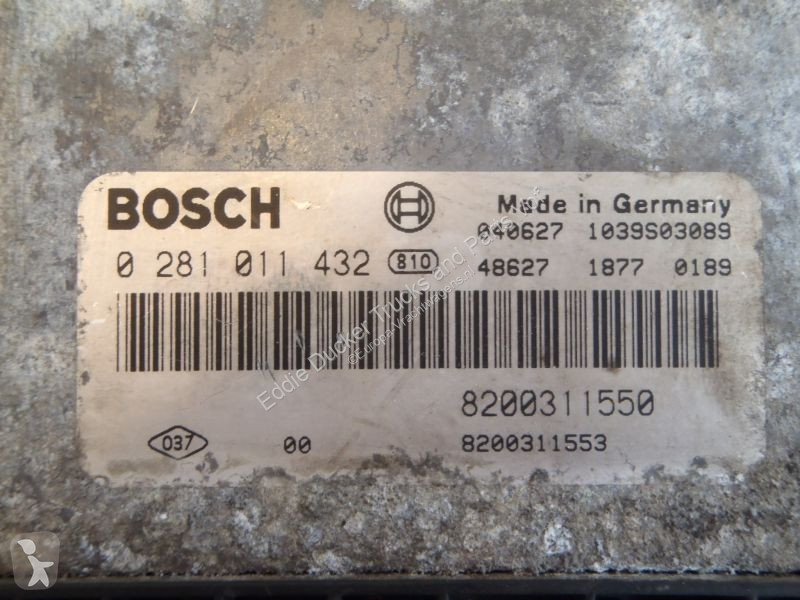 BOSCH
Made in Germany
040627 1039S03089
0 281 011 432 810 48627 1877 0189
Eddie Ducker Trucks and Parts
8200311550
037 00 8200311553